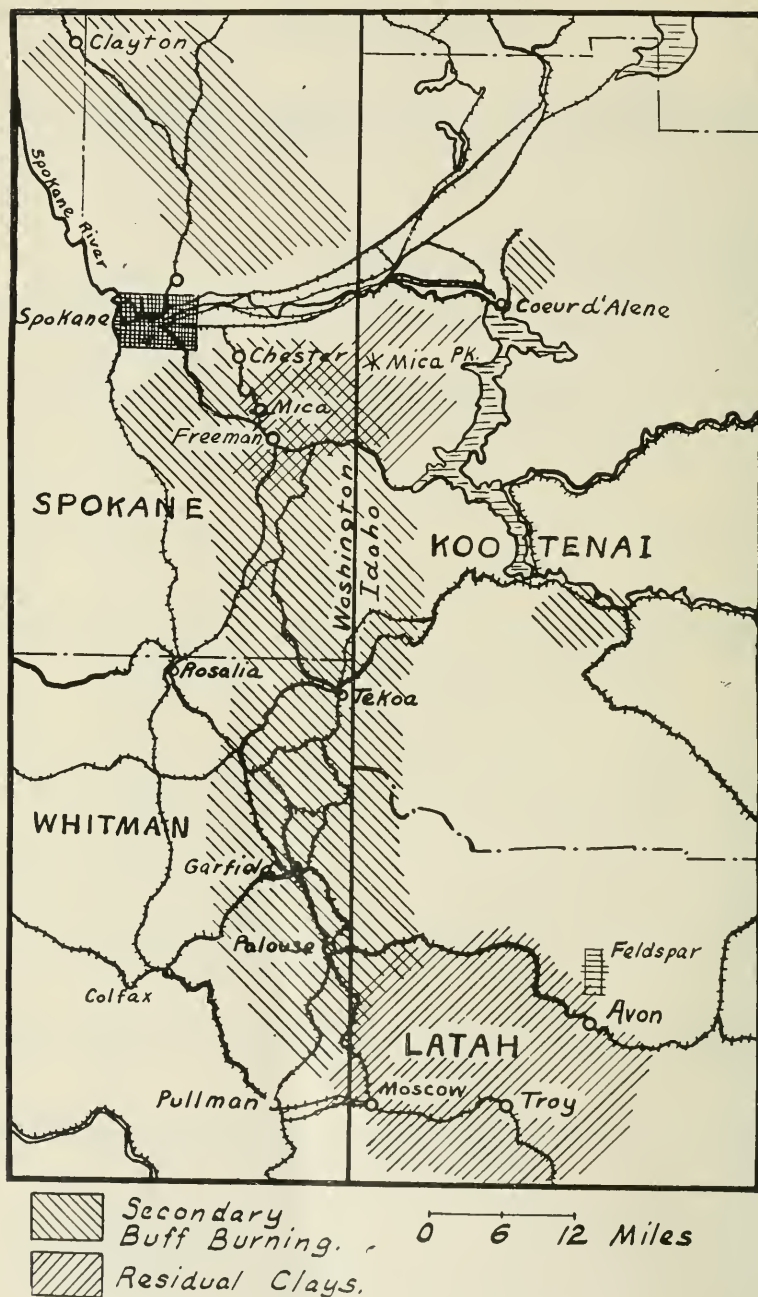 Clayton
Spokane River
Spokane
Coeur d'Alene
Chester
Mica PK.
Mica
Freeman
SPOKANE
Washington
Idaho
KOOTENAI
Rosalia
Tekoa
WHITMAN
Garfield
Palouse
Feldspar
Colfax
Avon
LATAH
Pullman
Moscow
Troy
Secondary
Buff Burning.
0 6 12 Miles
Residual Clays.